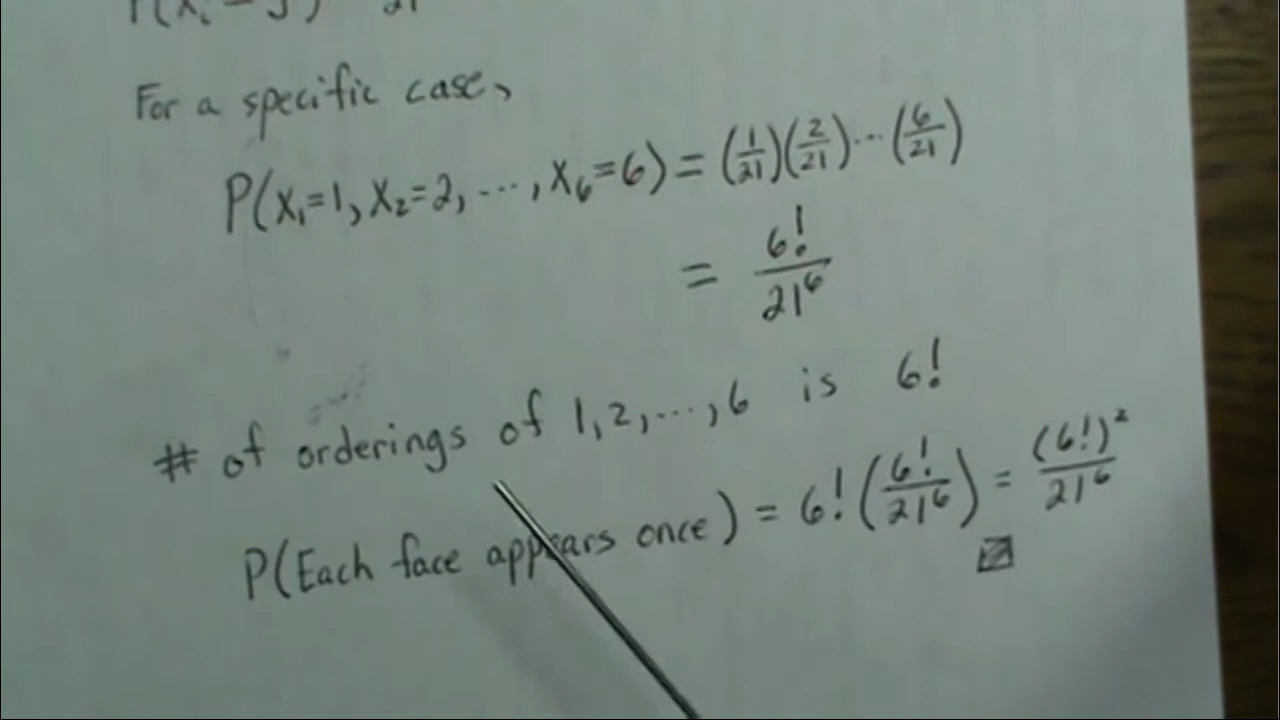 For a specific case,
P(X₁=1, X₂=2, ..., X₆=6) = (1/21)(2/21)...(6/21)
= 6!/21⁶
# of orderings of 1,2,...,6 is 6!
P(Each face appears once) = 6!(6!/21⁶) = (6!)²/21⁶